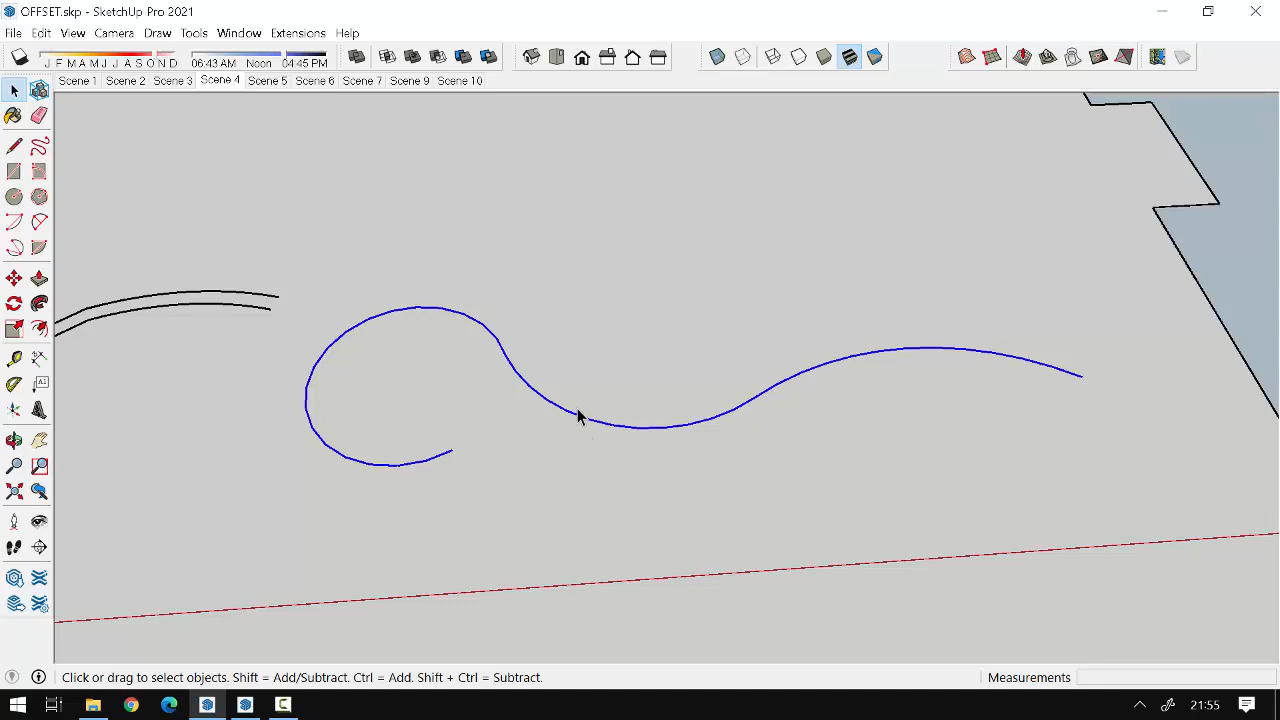 OFFSET.skp - SketchUp Pro 2021
File Edit View Camera Draw Tools Window Extensions Help
J F M A M J J A S O N D 06:43 AM Noon 04:45 PM
Scene 1 Scene 2 Scene 3 Scene 4 Scene 5 Scene 6 Scene 7 Scene 9 Scene 10
A1
Click or drag to select objects. Shift = Add/Subtract. Ctrl = Add. Shift + Ctrl = Subtract. Measurements
21:55